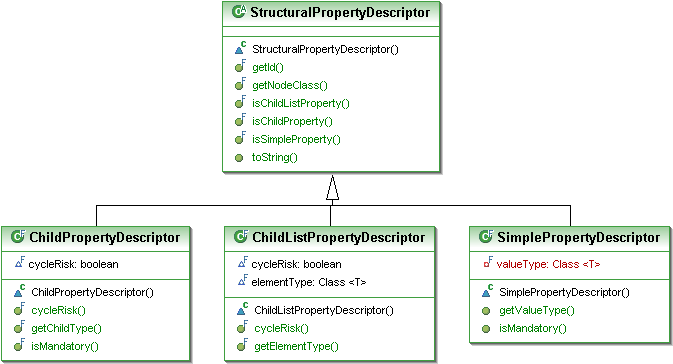 StructuralPropertyDescriptor
StructuralPropertyDescriptor()
getId()
getNodeClass()
isChildListProperty()
isChildProperty()
isSimpleProperty()
toString()
ChildPropertyDescriptor
cycleRisk: boolean
ChildPropertyDescriptor()
cycleRisk()
getChildType()
isMandatory()
ChildListPropertyDescriptor
cycleRisk: boolean
elementType: Class <T>
ChildListPropertyDescriptor()
cycleRisk()
getElementType()
SimplePropertyDescriptor
valueType: Class <T>
SimplePropertyDescriptor()
getValueType()
isMandatory()